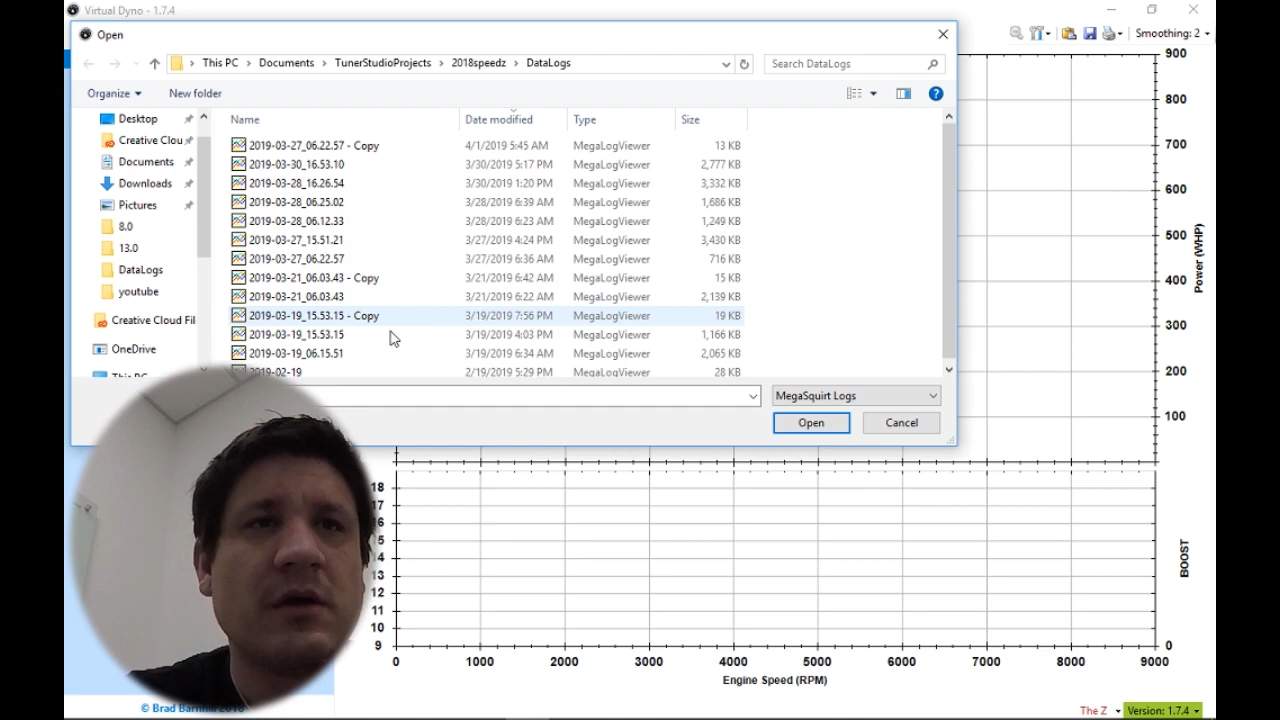 Virtual Dyno - 1.7.4
Open
This PC > Documents > TunerStudioProjects > 2018speedz > DataLogs
Search DataLogs
Smoothing: 2
Organize
New folder
Name
Date modified
Type
Size
Desktop
Creative Clou
Documents
Downloads
Pictures
8.0
13.0
DataLogs
youtube
Creative Cloud Fil
OneDrive
This PC
2019-03-27_06.22.57 - Copy 4/1/2019 5:45 AM MegaLogViewer 13 KB
2019-03-30_16.53.10 3/30/2019 5:17 PM MegaLogViewer 2,777 KB
2019-03-28_16.26.54 3/30/2019 1:20 PM MegaLogViewer 3,332 KB
2019-03-28_06.25.02 3/28/2019 6:39 AM MegaLogViewer 1,686 KB
2019-03-28_06.12.33 3/28/2019 6:23 AM MegaLogViewer 1,249 KB
2019-03-27_15.51.21 3/27/2019 4:24 PM MegaLogViewer 3,430 KB
2019-03-27_06.22.57 3/27/2019 6:36 AM MegaLogViewer 716 KB
2019-03-21_06.03.43 - Copy 3/21/2019 6:42 AM MegaLogViewer 15 KB
2019-03-21_06.03.43 3/21/2019 6:22 AM MegaLogViewer 2,139 KB
2019-03-19_15.53.15 - Copy 3/19/2019 7:56 PM MegaLogViewer 19 KB
2019-03-19_15.53.15 3/19/2019 4:03 PM MegaLogViewer 1,166 KB
2019-03-19_06.15.51 3/19/2019 6:34 AM MegaLogViewer 2,065 KB
2019-02-19 2/19/2019 5:29 PM MegaLogViewer 28 KB
MegaSquirt Logs
Open
Cancel
900
800
700
600
500
400
300
200
100
Power (WHP)
18
17
16
5
4
13
12
11
10
9
0
BOOST
0 1000 2000 3000 4000 5000 6000 7000 8000 9000
Engine Speed (RPM)
© Brad Barnhill 2018
The Z
Version: 1.7.4